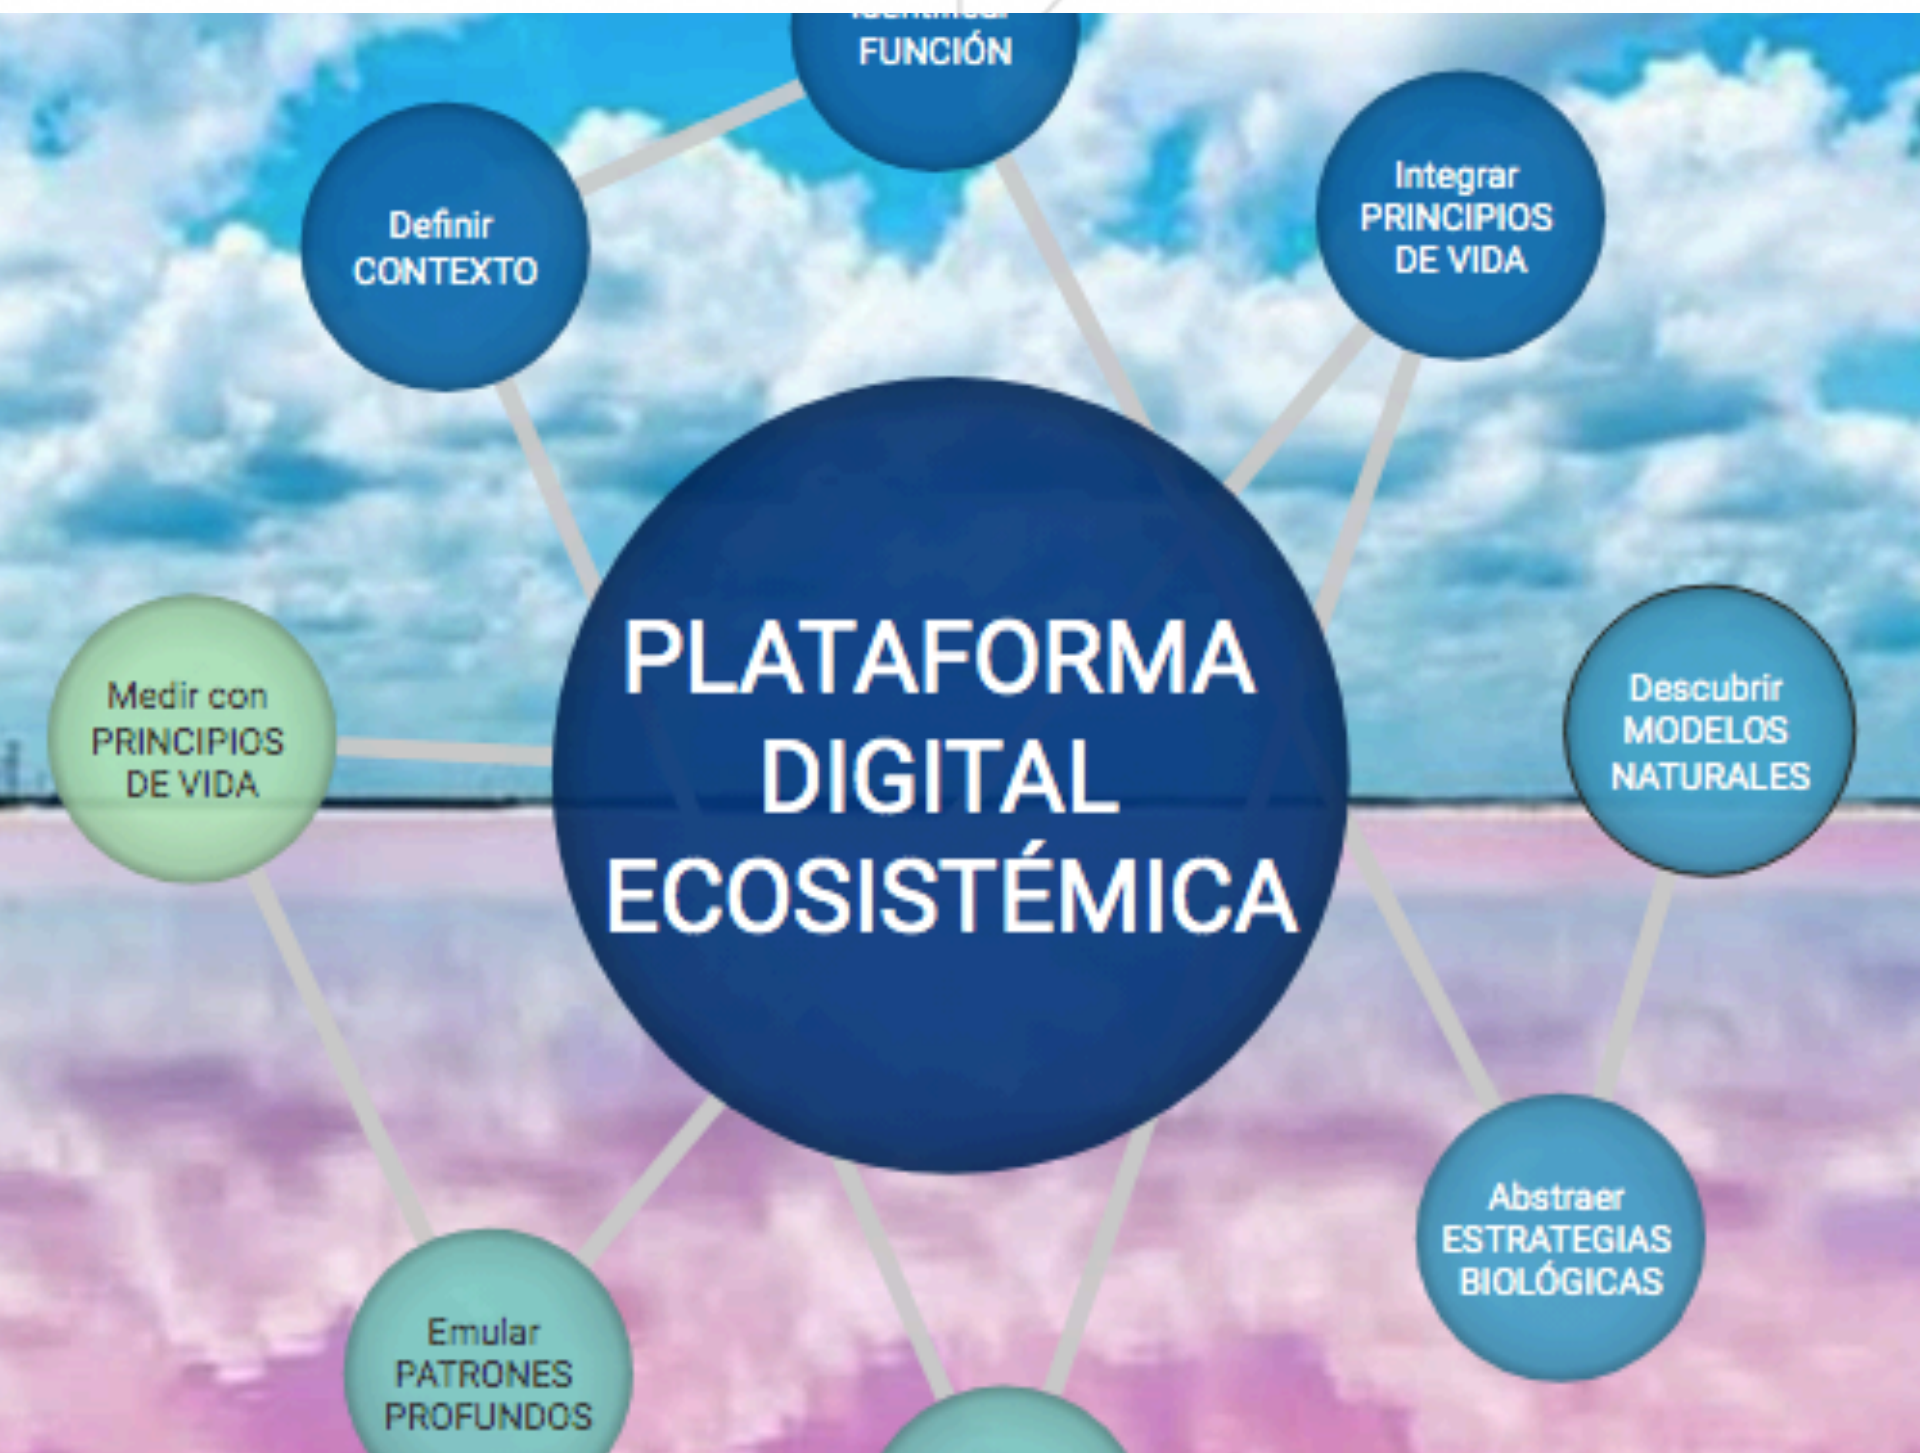 FUNCIÓN
Definir
CONTEXTO
Integrar
PRINCIPIOS
DE VIDA
PLATAFORMA
DIGITAL
ECOSISTÉMICA
Medir con
PRINCIPIOS
DE VIDA
Descubrir
MODELOS
NATURALES
Abstraer
ESTRATEGIAS
BIOLÓGICAS
Emular
PATRONES
PROFUNDOS